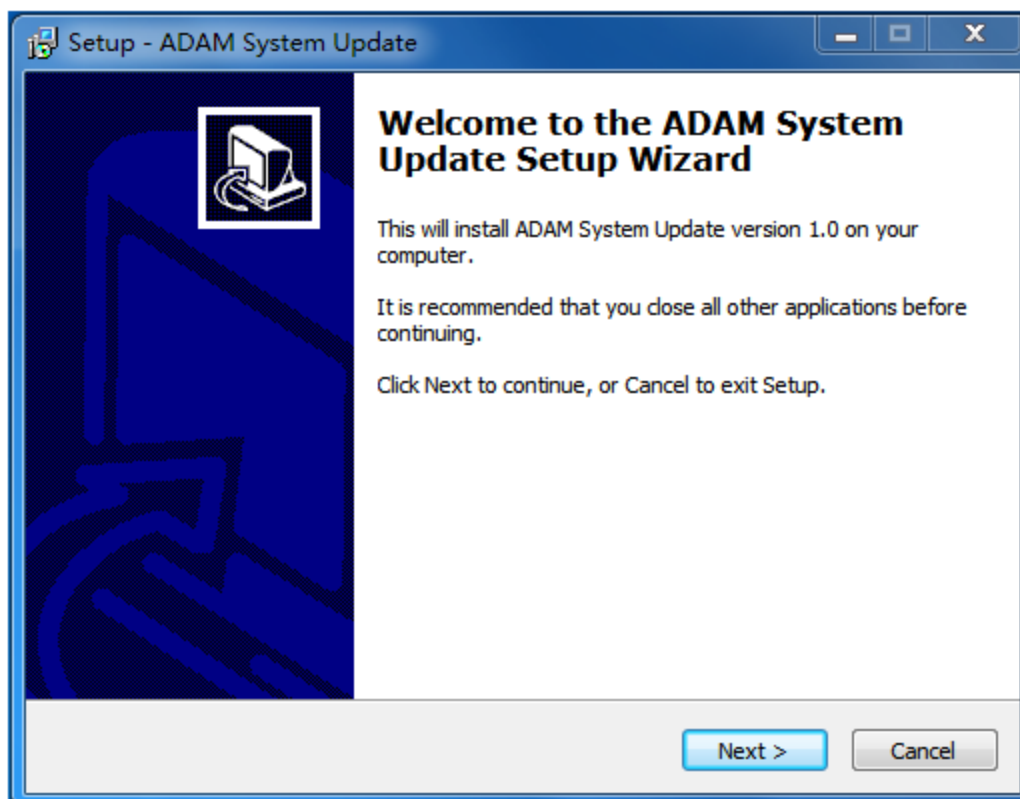 Setup - ADAM System Update
Welcome to the ADAM System
Update Setup Wizard
This will install ADAM System Update version 1.0 on your
computer.
It is recommended that you close all other applications before
continuing.
Click Next to continue, or Cancel to exit Setup.
Next >
Cancel